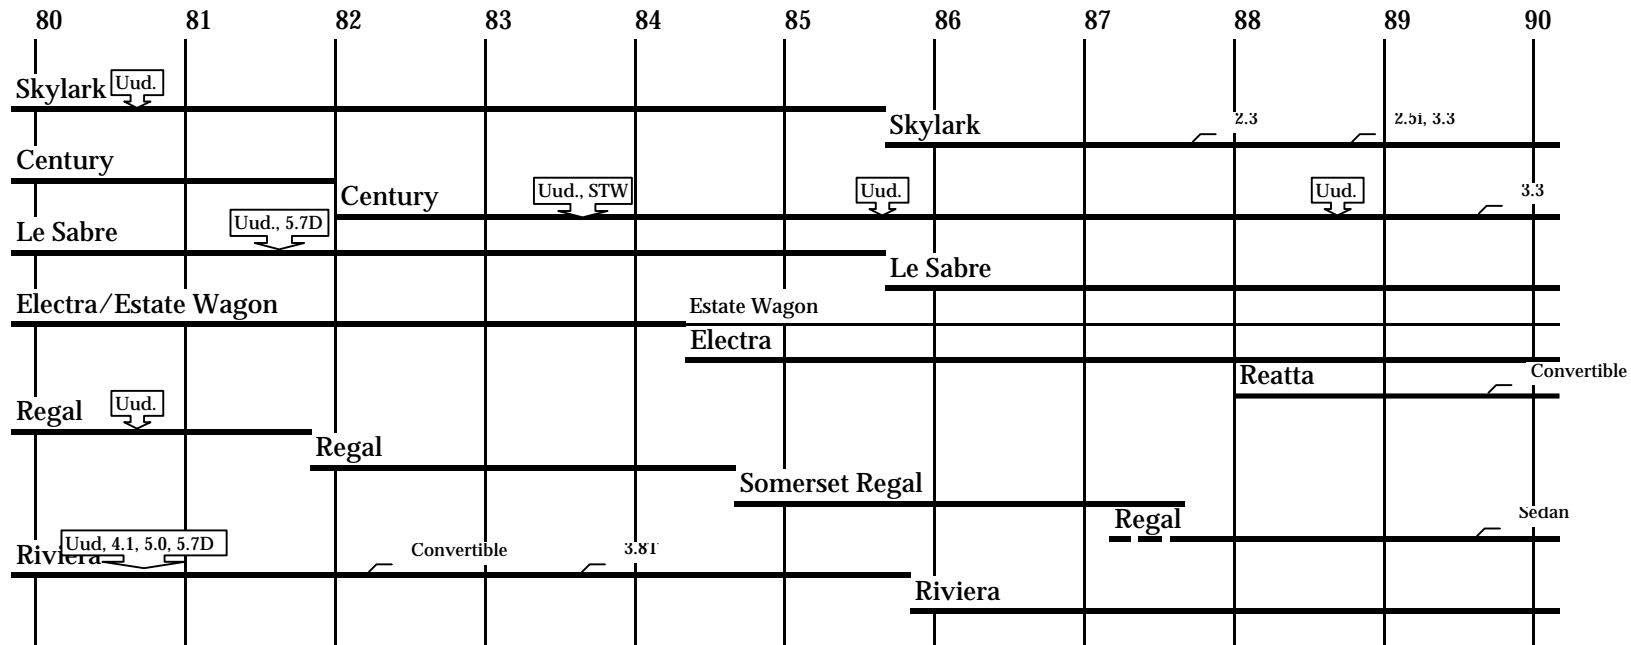 80 81 82 83 84 85 86 87 88 89 90
Skylark Uud.
Skylark 2.3 2.5i, 3.3
Century
Century Uud., STW Uud. Uud. 3.3
Le Sabre Uud., 5.7D
Le Sabre
Electra/Estate Wagon Estate Wagon
Electra
Reatta Convertible
Regal Uud.
Regal
Somerset Regal
Regal Sedan
Riviera Uud, 4.1, 5.0, 5.7D Convertible 3.8T
Riviera